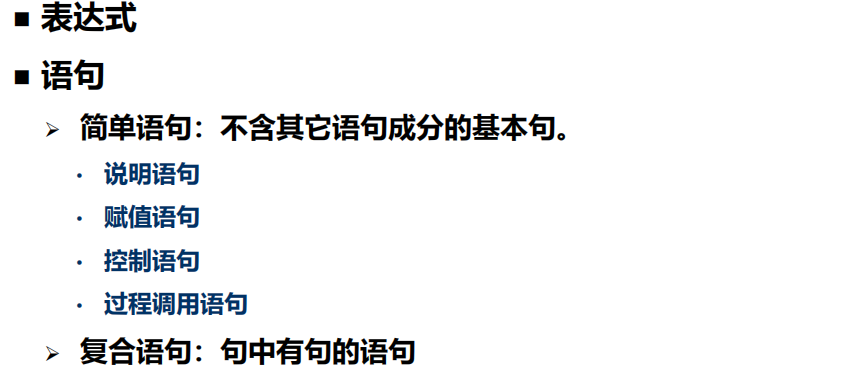 ■ 表达式
■ 语句
➢ 简单语句：不含其它语句成分的基本句。
• 说明语句
• 赋值语句
• 控制语句
• 过程调用语句
➢ 复合语句：句中有句的语句